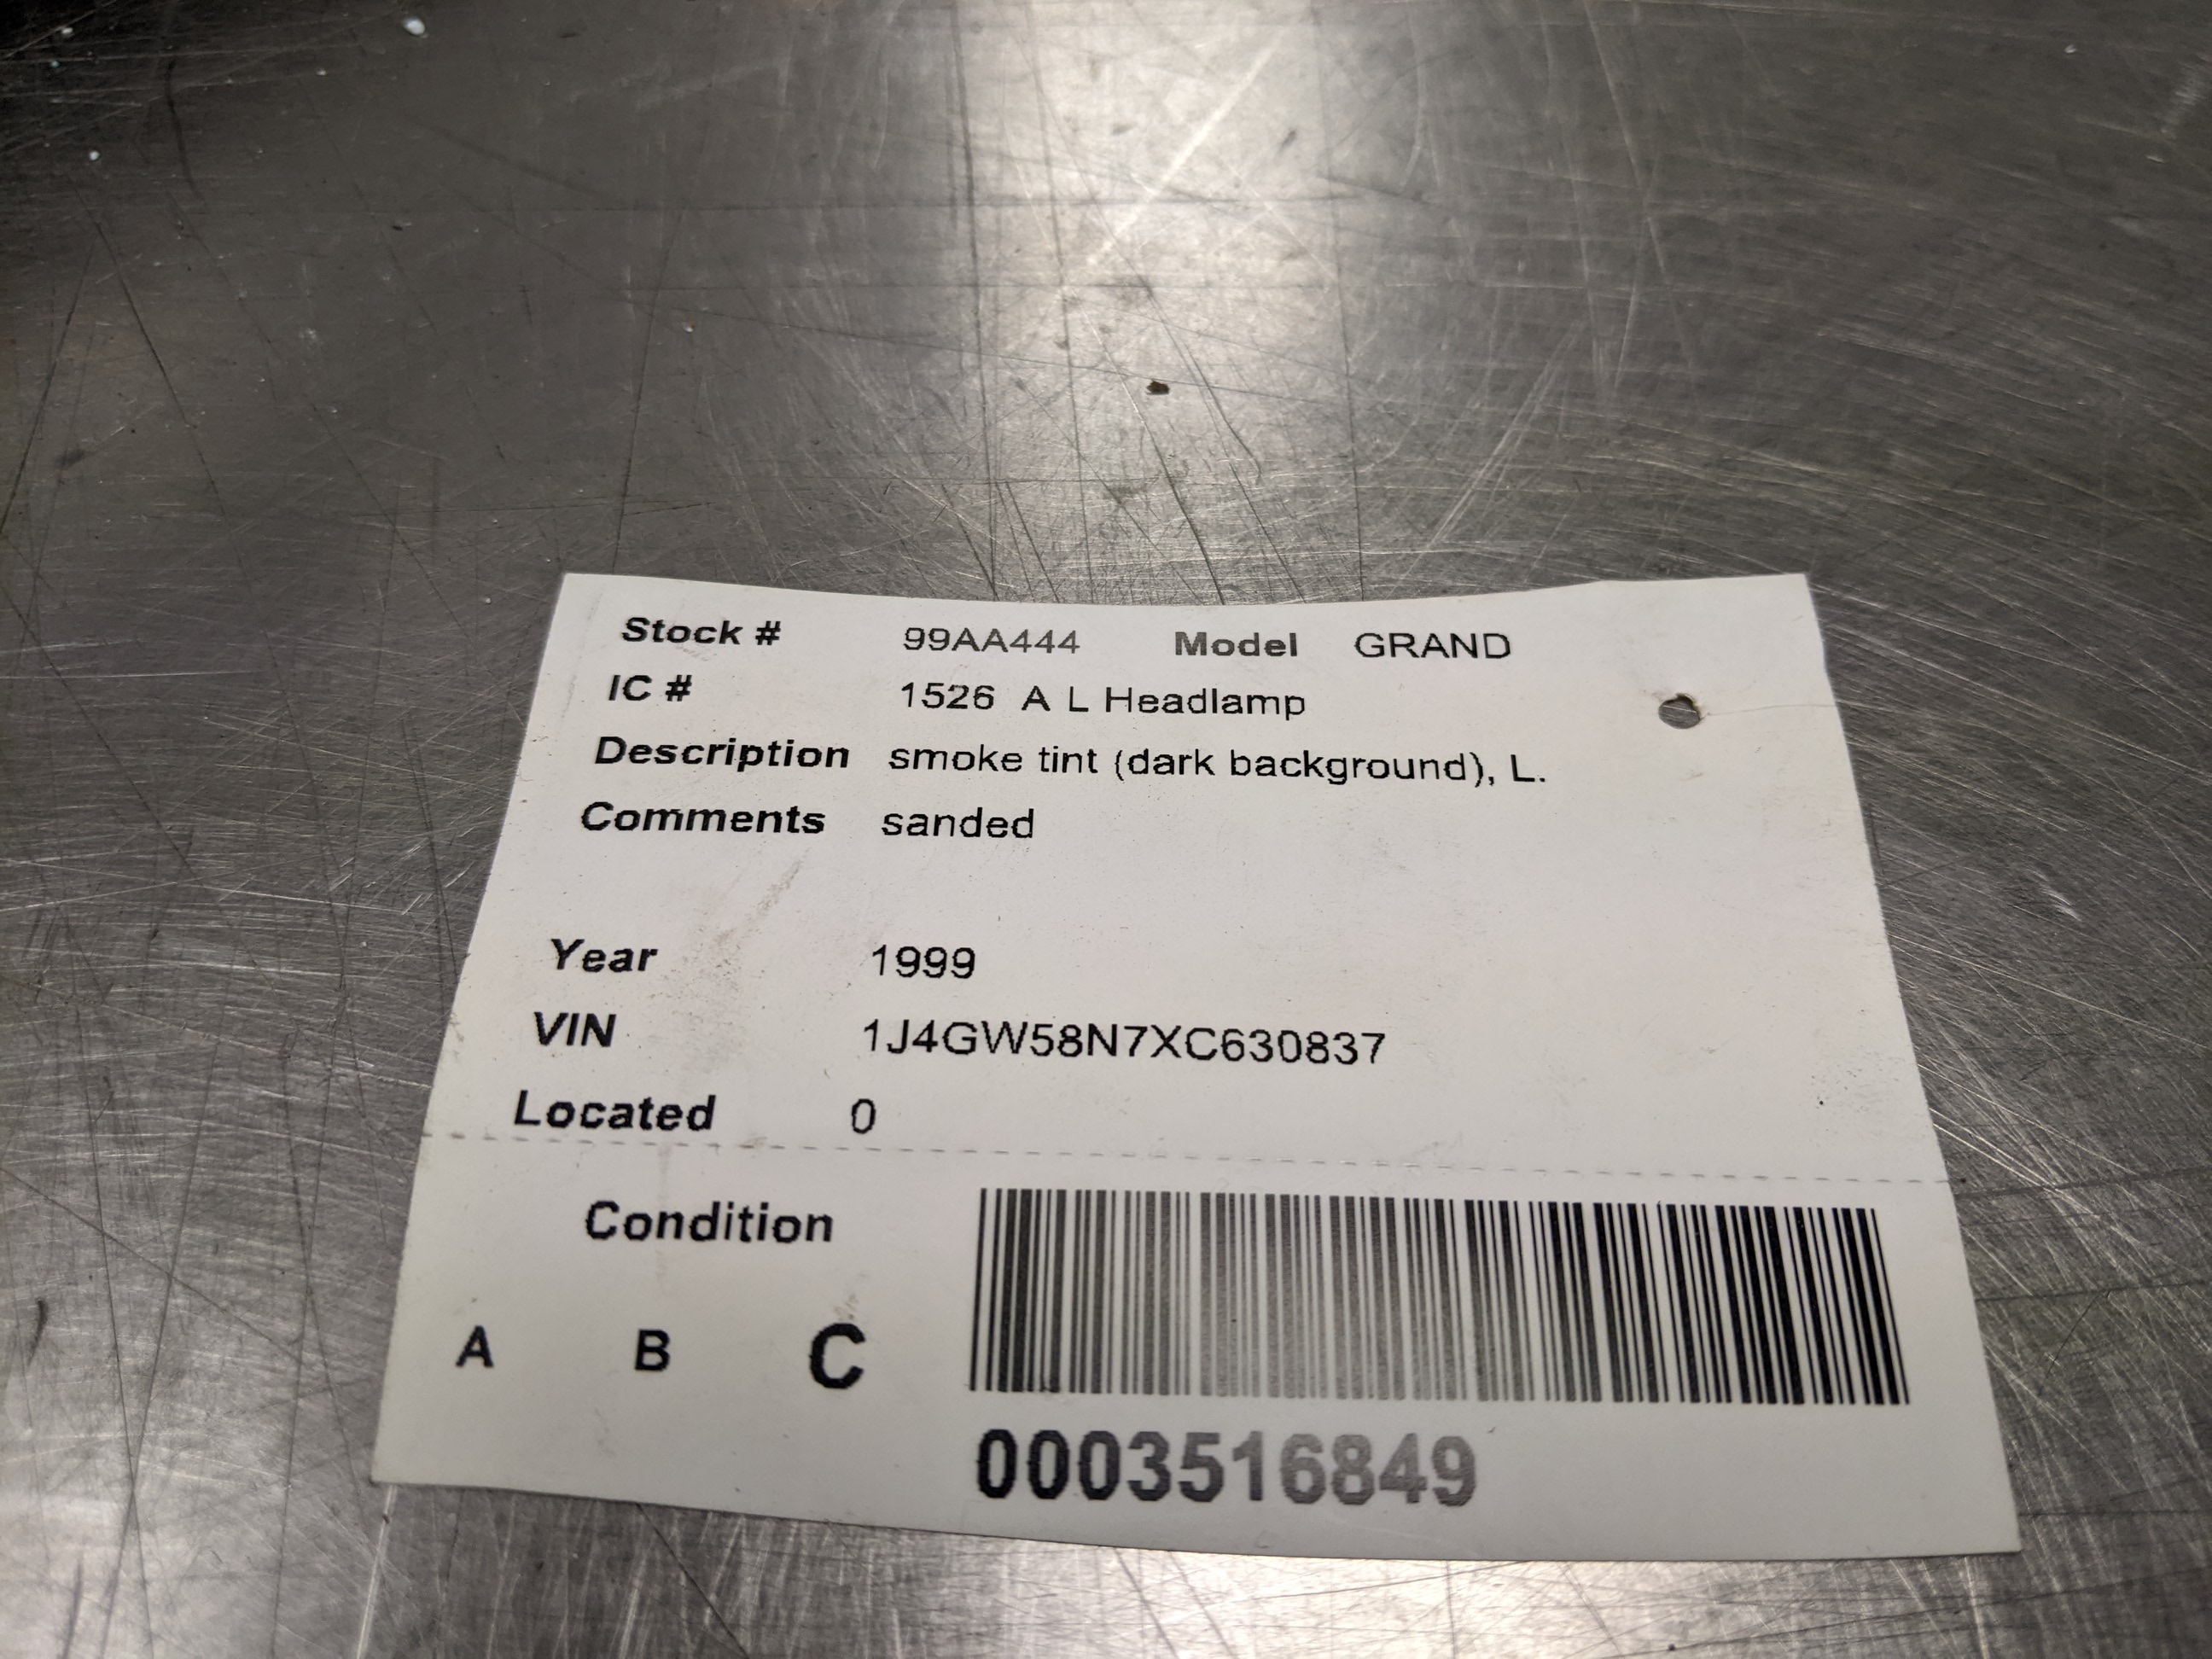 Stock # 99AA444 Model GRAND
IC # 1526 A L Headlamp
Description smoke tint (dark background), L.
Comments sanded
Year 1999
VIN 1J4GW58N7XC630837
Located 0
Condition
A B C
0003516849